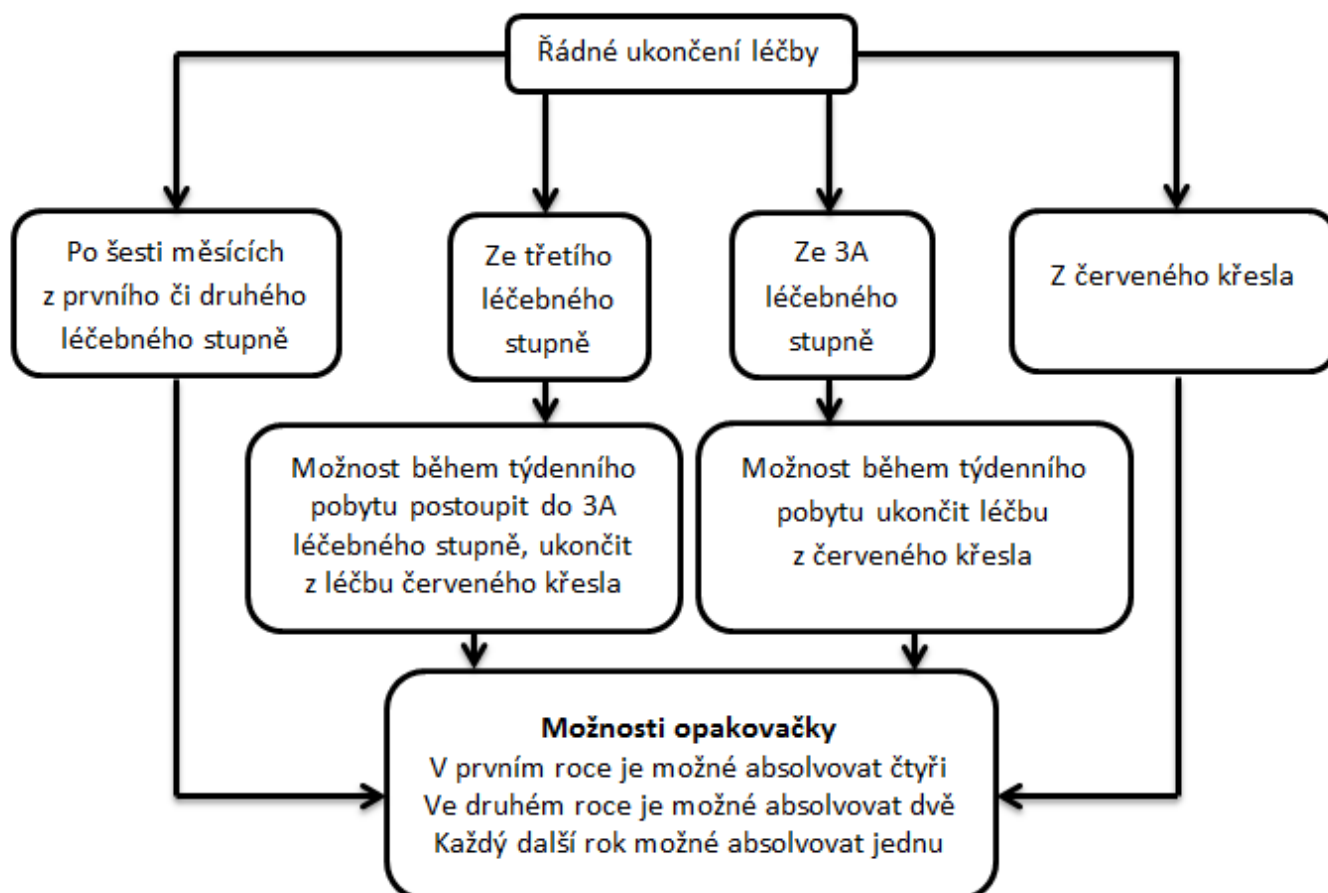 Řádné ukončení léčby
Po šesti měsících
z prvního či druhého
léčebného stupně
Ze třetího
léčebného
stupně
Ze 3A
léčebného
stupně
Z červeného křesla
Možnost během týdenního
pobytu postoupit do 3A
léčebného stupně, ukončit
z léčbu červeného křesla
Možnost během týdenního
pobytu ukončit léčbu
z červeného křesla
Možnosti opakovačky
V prvním roce je možné absolvovat čtyři
Ve druhém roce je možné absolvovat dvě
Každý další rok možné absolvovat jednu